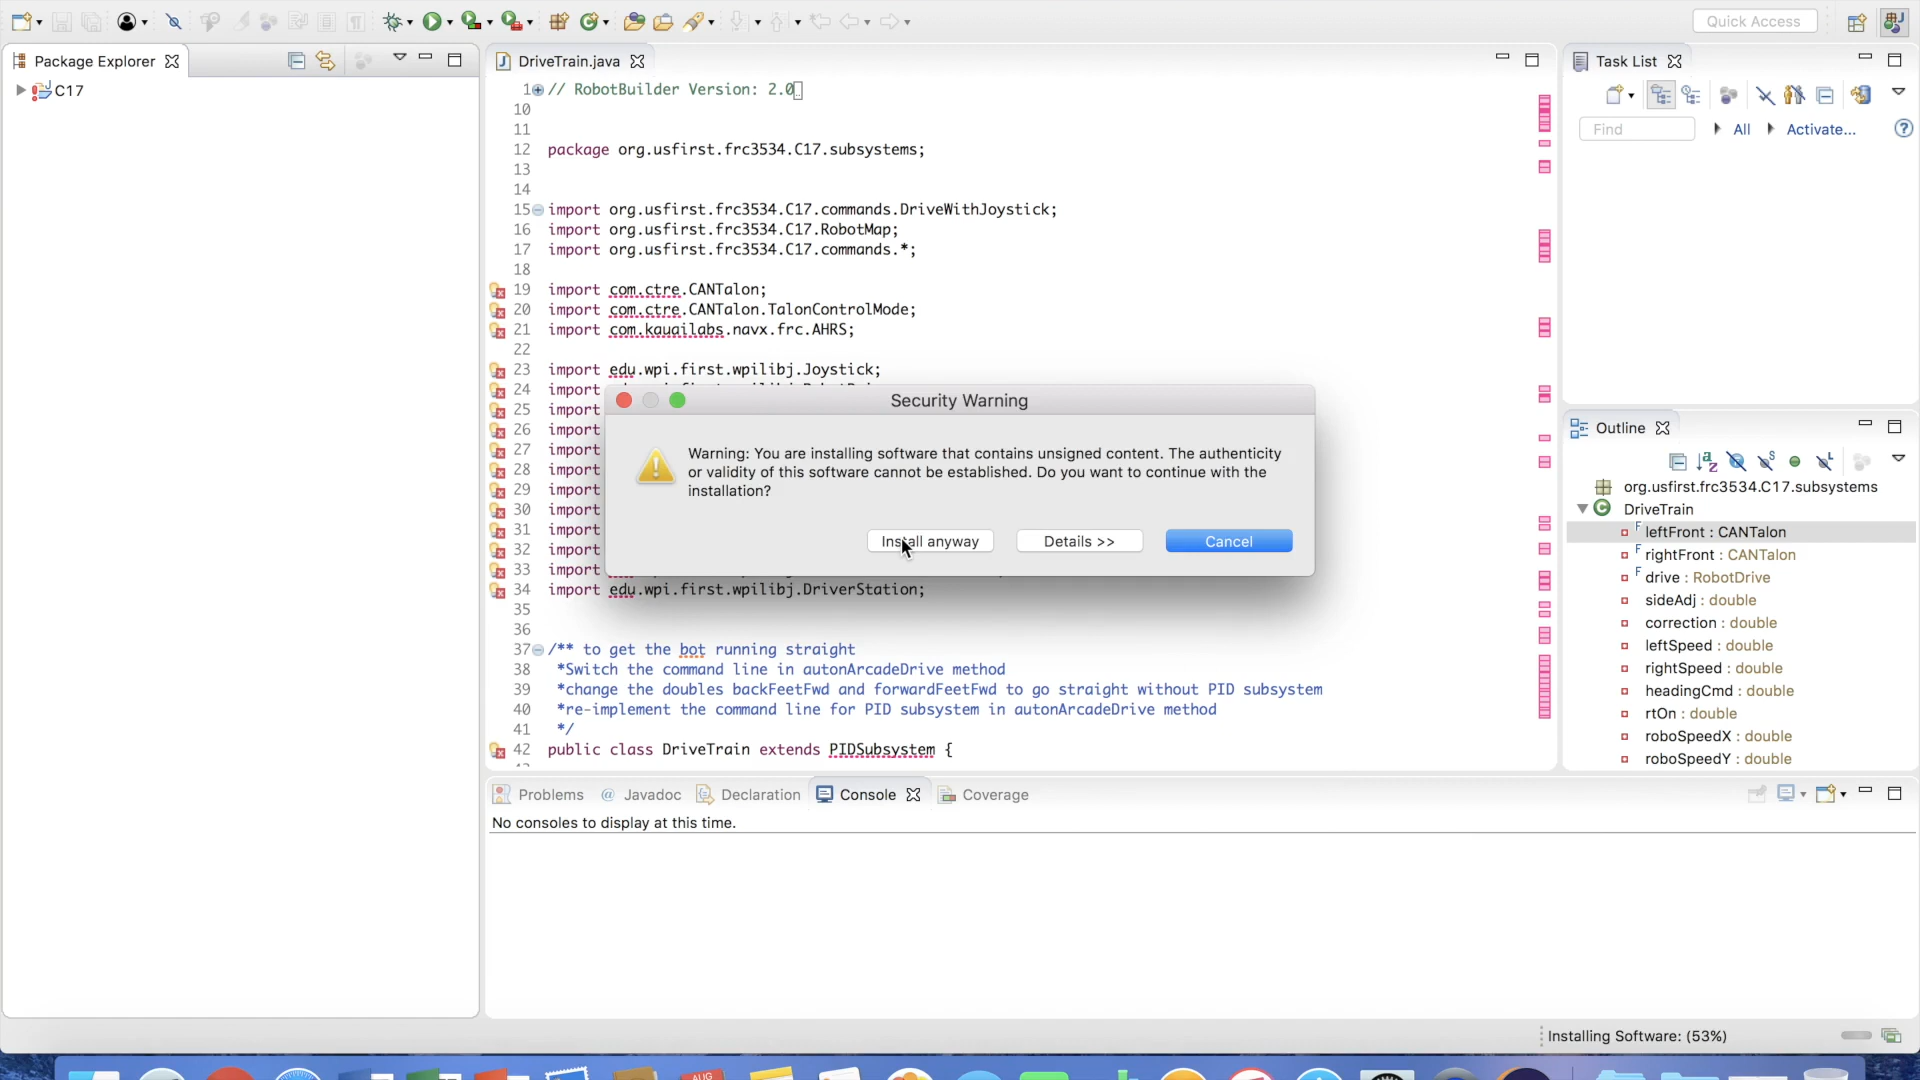 Quick Access
Package Explorer
C17
DriveTrain.java
1 // RobotBuilder Version: 2.0
10
11
12 package org.usfirst.frc3534.C17.subsystems;
13
14
15 import org.usfirst.frc3534.C17.commands.DriveWithJoystick;
16 import org.usfirst.frc3534.C17.RobotMap;
17 import org.usfirst.frc3534.C17.commands.*;
18
19 import com.ctre.CANTalon;
20 import com.ctre.CANTalon.TalonControlMode;
21 import com.kauailabs.navx.frc.AHRS;
22
23 import edu.wpi.first.wpilibj.Joystick;
24 import
25 import
26 import
27 import
28 import
29 import
30 import
31 import
32 import
33 import
34 import edu.wpi.first.wpilibj.DriverStation;
35
36
37 /** to get the bot running straight
38 *Switch the command line in autonArcadeDrive method
39 *change the doubles backFeetFwd and forwardFeetFwd to go straight without PID subsystem
40 *re-implement the command line for PID subsystem in autonArcadeDrive method
41 */
42 public class DriveTrain extends PIDSubsystem {
Security Warning
Warning: You are installing software that contains unsigned content. The authenticity
or validity of this software cannot be established. Do you want to continue with the
installation?
Install anyway Details >> Cancel
Task List
Find All Activate...
Outline
org.usfirst.frc3534.C17.subsystems
DriveTrain
leftFront : CANTalon
rightFront : CANTalon
drive : RobotDrive
sideAdj : double
correction : double
leftSpeed : double
rightSpeed : double
headingCmd : double
rtOn : double
roboSpeedX : double
roboSpeedY : double
Problems @ Javadoc Declaration Console Coverage
No consoles to display at this time.
Installing Software: (53%)
AUG